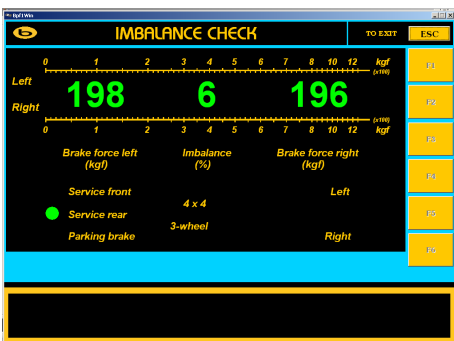 Bpf1Win
IMBALANCE CHECK
TO EXIT
ESC
0 1 2 3 4 5 6 7 8 10 12 kgf
(x100)
Left
Right
198 6 196
(x100)
0 1 2 3 4 5 6 7 8 10 12 kgf
Brake force left Imbalance Brake force right
(kgf) (%) (kgf)
Service front Left
4 x 4
Service rear
3-wheel
Parking brake Right
F1
F2
F3
F4
F5
F6